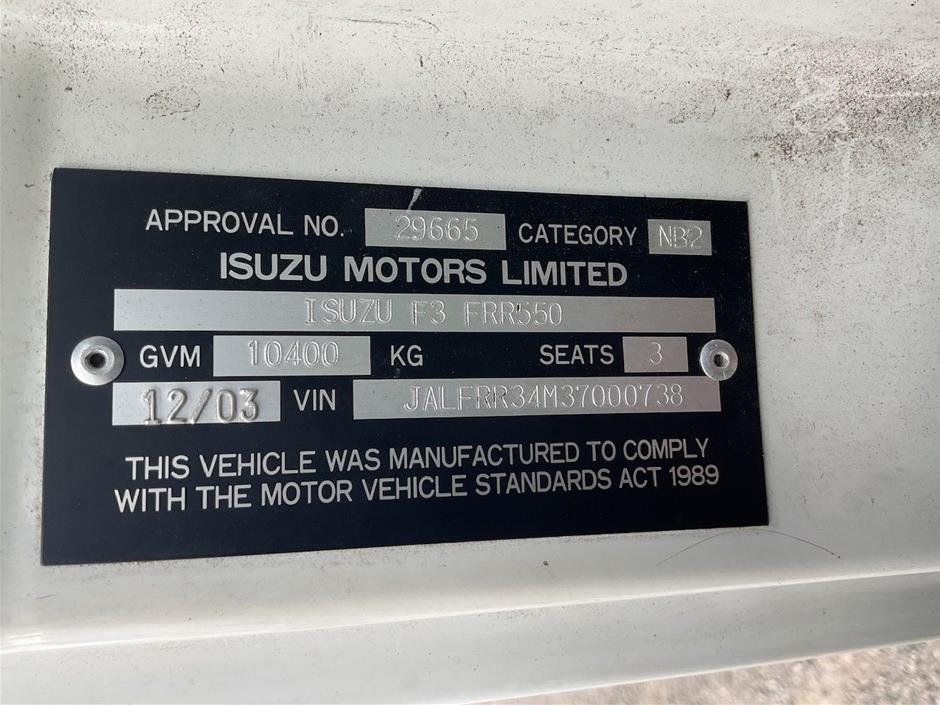 APPROVAL NO. 29665 CATEGORY NB2
ISUZU MOTORS LIMITED
ISUZU F3 FRR550
GVM 10400 KG SEATS 3
12/03 VIN JALFRR34M37000738
THIS VEHICLE WAS MANUFACTURED TO COMPLY
WITH THE MOTOR VEHICLE STANDARDS ACT 1989